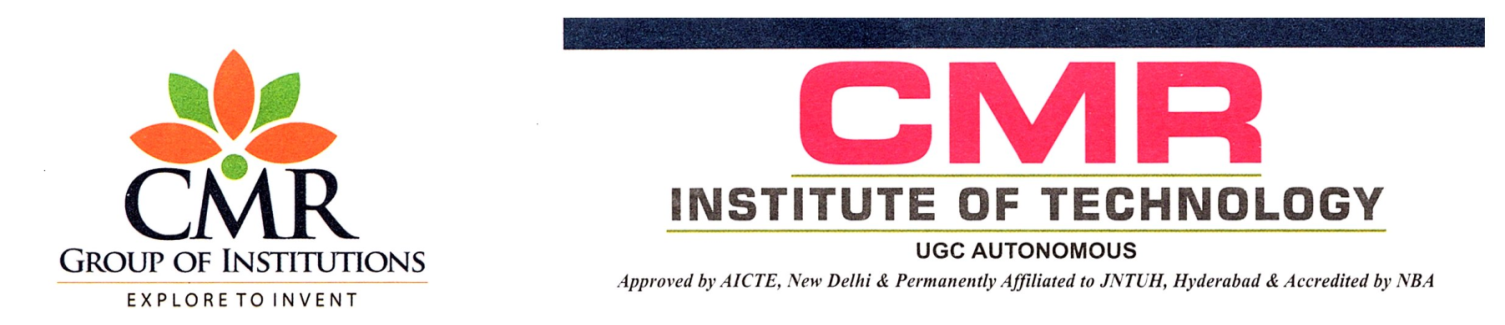 CMR
GROUP OF INSTITUTIONS
EXPLORE TO INVENT
CMR
INSTITUTE OF TECHNOLOGY
UGC AUTONOMOUS
Approved by AICTE, New Delhi & Permanently Affiliated to JNTUH, Hyderabad & Accredited by NBA